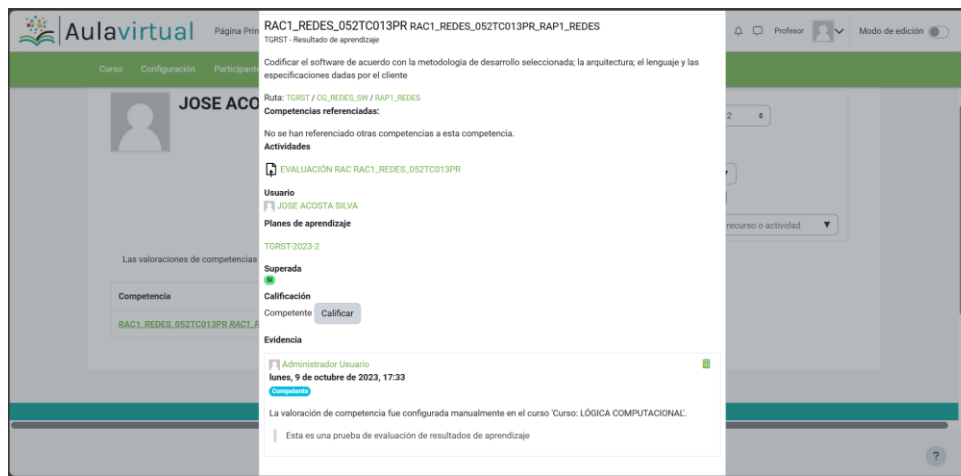 Aulavirtual
Página Prin
Profesor
Modo de edición
Curso
Configuración
Participant
JOSE ACO
2
recurso o actividad
Las valoraciones de competencias
Competencia
RAC1_REDES_052TC013PR RAC1_R
RAC1_REDES_052TC013PR RAC1_REDES_052TC013PR_RAP1_REDES
TGRST - Resultado de aprendizaje
Codificar el software de acuerdo con la metodologia de desarrollo seleccionada; la arquitectura; el lenguaje y las
especificaciones dadas por el cliente
Ruta: TGRST / CG_REDES_SW / RAP1_REDES
Competencias referenciadas:
No se han referenciado otras competencias a esta competencia.
Actividades
EVALUACIÓN RAC RAC1_REDES_052TC013PR
Usuario
JOSE ACOSTA SILVA
Planes de aprendizaje
TGRST-2023-2
Superada
Sí
Calificación
Competente Calificar
Evidencia
Administrador Usuario
lunes, 9 de octubre de 2023, 17:33
Competente
La valoración de competencia fue configurada manualmente en el curso 'Curso: LÓGICA COMPUTACIONAL'.
Esta es una prueba de evaluación de resultados de aprendizaje
?